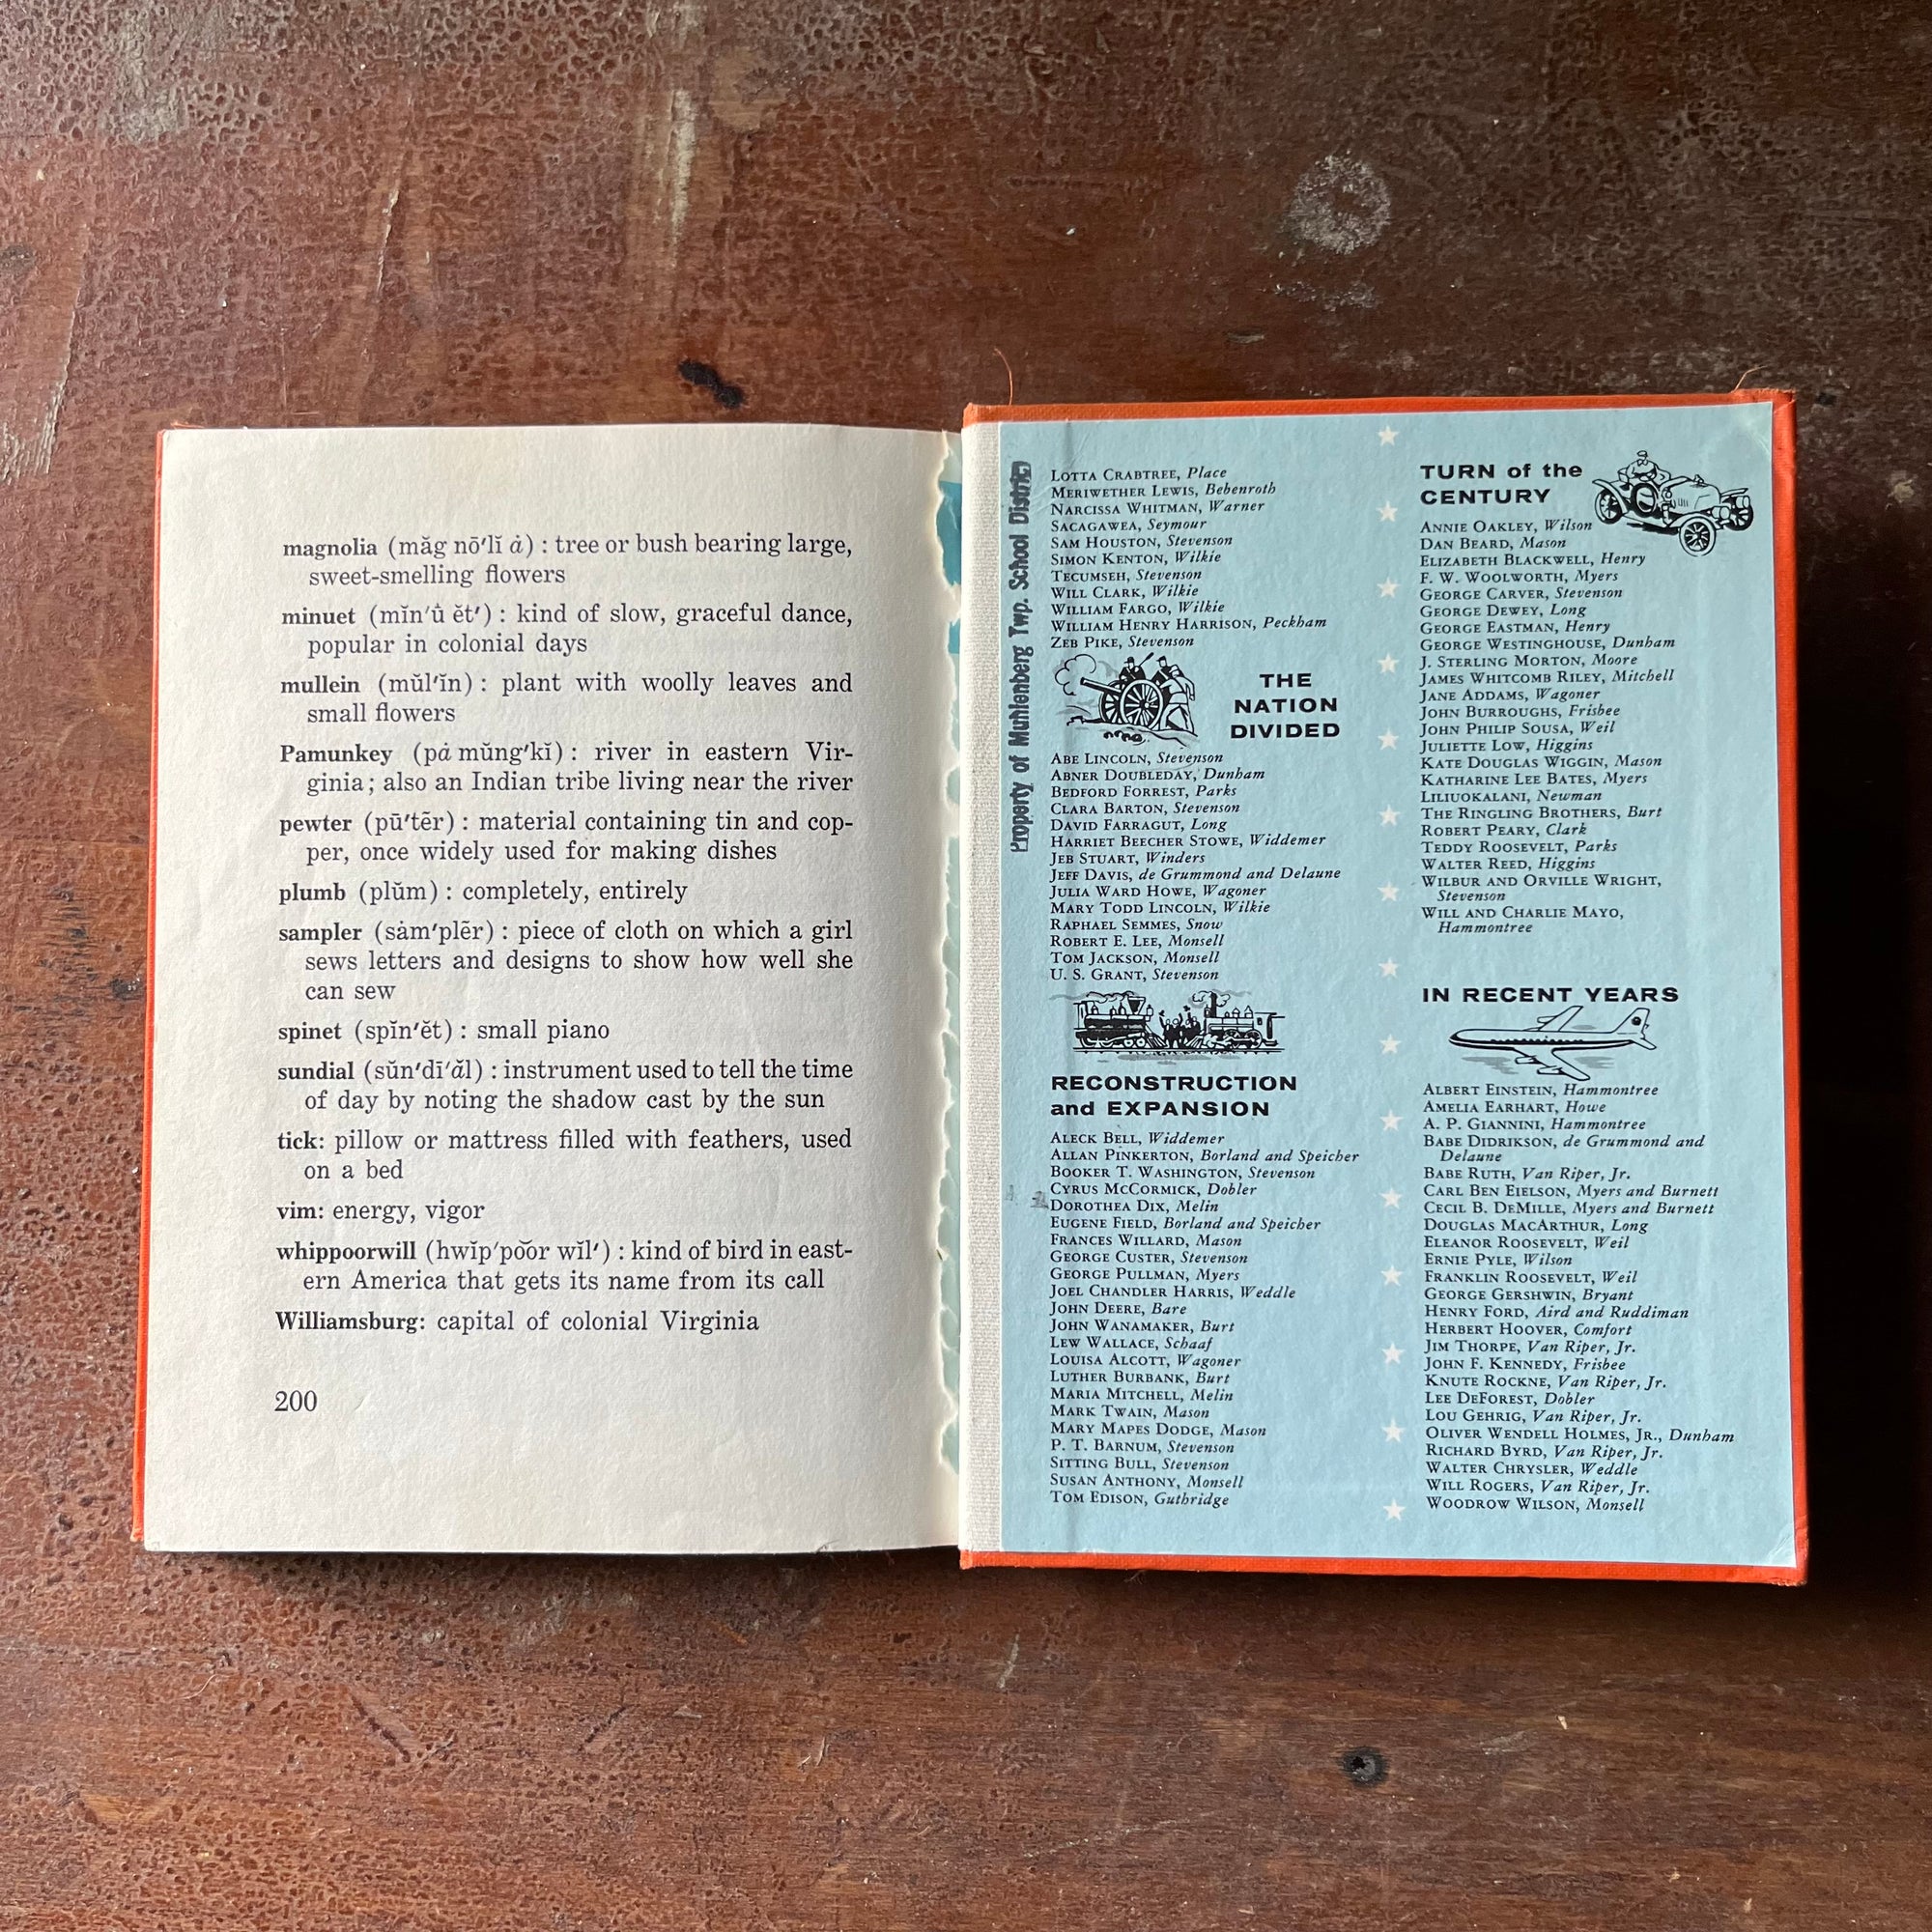 magnolia (măg nō′lĭ ȧ) : tree or bush bearing large,
sweet-smelling flowers
minuet (mĭn′ů ĕt′) : kind of slow, graceful dance,
popular in colonial days
mullein (mŭl′ĭn) : plant with woolly leaves and
small flowers
Pamunkey (pȧ mŭng′kĭ) : river in eastern Vir-
ginia; also an Indian tribe living near the river
pewter (pū′tẽr) : material containing tin and cop-
per, once widely used for making dishes
plumb (plŭm) : completely, entirely
sampler (sȧm′plẽr) : piece of cloth on which a girl
sews letters and designs to show how well she
can sew
spinet (spĭn′ĕt) : small piano
sundial (sŭn′dī′ăl) : instrument used to tell the time
of day by noting the shadow cast by the sun
tick: pillow or mattress filled with feathers, used
on a bed
vim: energy, vigor
whippoorwill (hwĭp′po͝or wĭl′) : kind of bird in east-
ern America that gets its name from its call
Williamsburg: capital of colonial Virginia
200
Property of Muhlenberg Twp. School District
LOTTA CRABTREE, Place
MERIWETHER LEWIS, Bebenroth
NARCISSA WHITMAN, Warner
SACAGAWEA, Seymour
SAM HOUSTON, Stevenson
SIMON KENTON, Wilkie
TECUMSEH, Stevenson
WILL CLARK, Wilkie
WILLIAM FARGO, Wilkie
WILLIAM HENRY HARRISON, Peckham
ZEB PIKE, Stevenson
THE
NATION
DIVIDED
ABE LINCOLN, Stevenson
ABNER DOUBLEDAY, Dunham
BEDFORD FORREST, Parks
CLARA BARTON, Stevenson
DAVID FARRAGUT, Long
HARRIET BEECHER STOWE, Widdemer
JEB STUART, Winders
JEFF DAVIS, de Grummond and Delaune
JULIA WARD HOWE, Wagoner
MARY TODD LINCOLN, Wilkie
RAPHAEL SEMMES, Snow
ROBERT E. LEE, Monsell
TOM JACKSON, Monsell
U. S. GRANT, Stevenson
RECONSTRUCTION
and EXPANSION
ALECK BELL, Widdemer
ALLAN PINKERTON, Borland and Speicher
BOOKER T. WASHINGTON, Stevenson
CYRUS MCCORMICK, Dobler
DOROTHEA DIX, Melin
EUGENE FIELD, Borland and Speicher
FRANCES WILLARD, Mason
GEORGE CUSTER, Stevenson
GEORGE PULLMAN, Myers
JOEL CHANDLER HARRIS, Weddle
JOHN DEERE, Bare
JOHN WANAMAKER, Burt
LEW WALLACE, Schaaf
LOUISA ALCOTT, Wagoner
LUTHER BURBANK, Burt
MARIA MITCHELL, Melin
MARK TWAIN, Mason
MARY MAPES DODGE, Mason
P. T. BARNUM, Stevenson
SITTING BULL, Stevenson
SUSAN ANTHONY, Monsell
TOM EDISON, Guthridge
TURN of the
CENTURY
ANNIE OAKLEY, Wilson
DAN BEARD, Mason
ELIZABETH BLACKWELL, Henry
F. W. WOOLWORTH, Myers
GEORGE CARVER, Stevenson
GEORGE DEWEY, Long
GEORGE EASTMAN, Henry
GEORGE WESTINGHOUSE, Dunham
J. STERLING MORTON, Moore
JAMES WHITCOMB RILEY, Mitchell
JANE ADDAMS, Wagoner
JOHN BURROUGHS, Frisbee
JOHN PHILIP SOUSA, Weil
JULIETTE LOW, Higgins
KATE DOUGLAS WIGGIN, Mason
KATHARINE LEE BATES, Myers
LILIUOKALANI, Newman
THE RINGLING BROTHERS, Burt
ROBERT PEARY, Clark
TEDDY ROOSEVELT, Parks
WALTER REED, Higgins
WILBUR AND ORVILLE WRIGHT,
Stevenson
WILL AND CHARLIE MAYO,
Hammontree
IN RECENT YEARS
ALBERT EINSTEIN, Hammontree
AMELIA EARHART, Howe
A. P. GIANNINI, Hammontree
BABE DIDRIKSON, de Grummond and
Delaune
BABE RUTH, Van Riper, Jr.
CARL BEN EIELSON, Myers and Burnett
CECIL B. DEMILLE, Myers and Burnett
DOUGLAS MACARTHUR, Long
ELEANOR ROOSEVELT, Weil
ERNIE PYLE, Wilson
FRANKLIN ROOSEVELT, Weil
GEORGE GERSHWIN, Bryant
HENRY FORD, Aird and Ruddiman
HERBERT HOOVER, Comfort
JIM THORPE, Van Riper, Jr.
JOHN F. KENNEDY, Frisbee
KNUTE ROCKNE, Van Riper, Jr.
LEE DEFOREST, Dobler
LOU GEHRIG, Van Riper, Jr.
OLIVER WENDELL HOLMES, JR., Dunham
RICHARD BYRD, Van Riper, Jr.
WALTER CHRYSLER, Weddle
WILL ROGERS, Van Riper, Jr.
WOODROW WILSON, Monsell